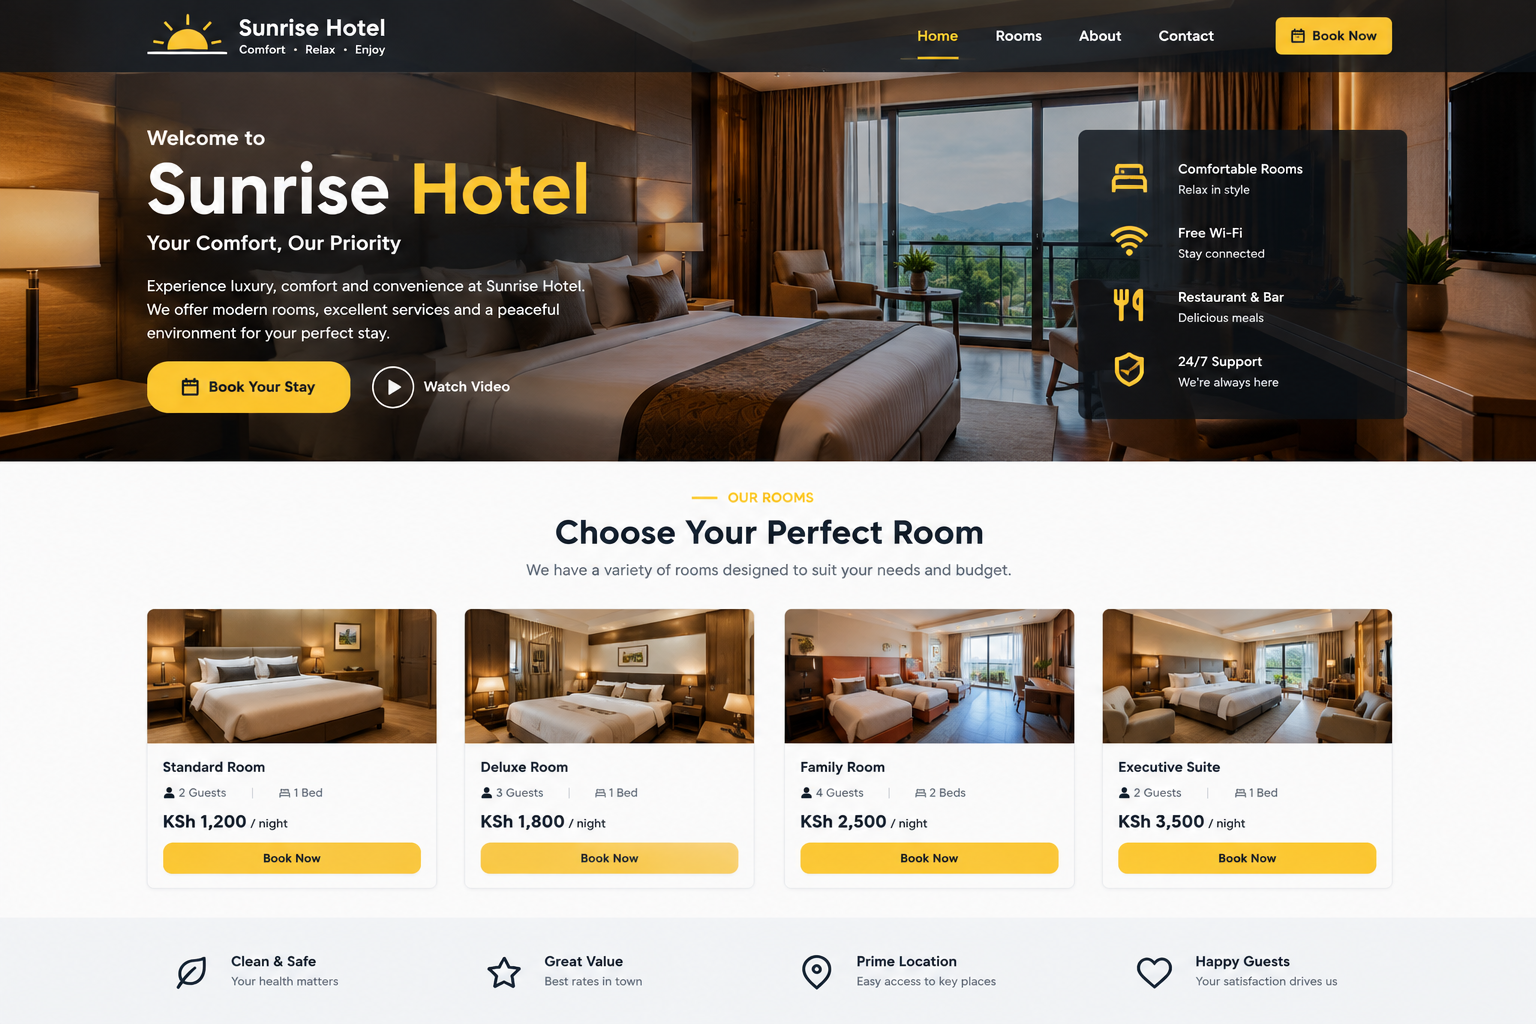 Sunrise Hotel
Comfort • Relax • Enjoy
Home
Rooms
About
Contact
Book Now
Welcome to
Sunrise Hotel
Your Comfort, Our Priority
Experience luxury, comfort and convenience at Sunrise Hotel.
We offer modern rooms, excellent services and a peaceful
environment for your perfect stay.
Book Your Stay
Watch Video
Comfortable Rooms
Relax in style
Free Wi-Fi
Stay connected
Restaurant & Bar
Delicious meals
24/7 Support
We're always here
OUR ROOMS
Choose Your Perfect Room
We have a variety of rooms designed to suit your needs and budget.
Standard Room
2 Guests | 1 Bed
KSh 1,200 / night
Book Now
Deluxe Room
3 Guests | 1 Bed
KSh 1,800 / night
Book Now
Family Room
4 Guests | 2 Beds
KSh 2,500 / night
Book Now
Executive Suite
2 Guests | 1 Bed
KSh 3,500 / night
Book Now
Clean & Safe
Your health matters
Great Value
Best rates in town
Prime Location
Easy access to key places
Happy Guests
Your satisfaction drives us